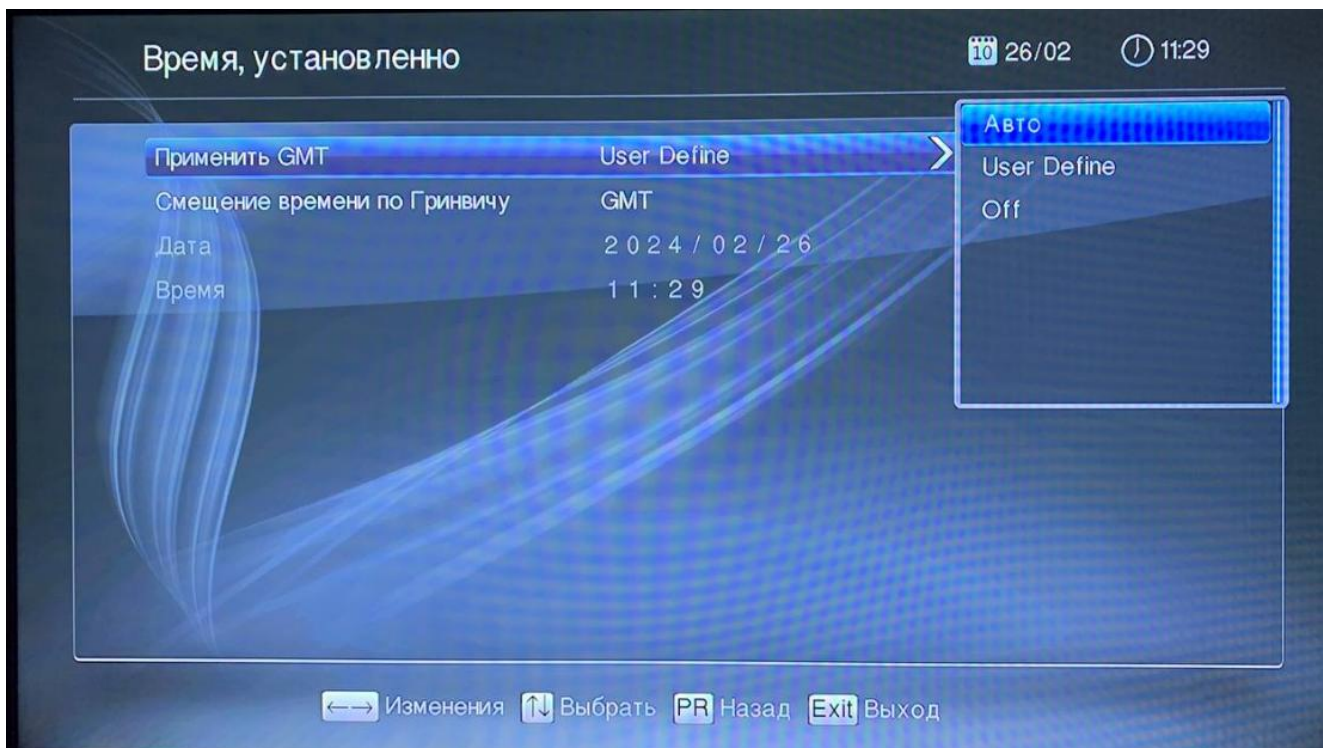 Время, установленно
10 26/02 11:29
Применить GMT User Define
Смещение времени по Гринвичу GMT
Дата 2024/02/26
Время 11:29
Авто
User Define
Off
←→ Изменения ↑↓ Выбрать PR Назад Exit Выход